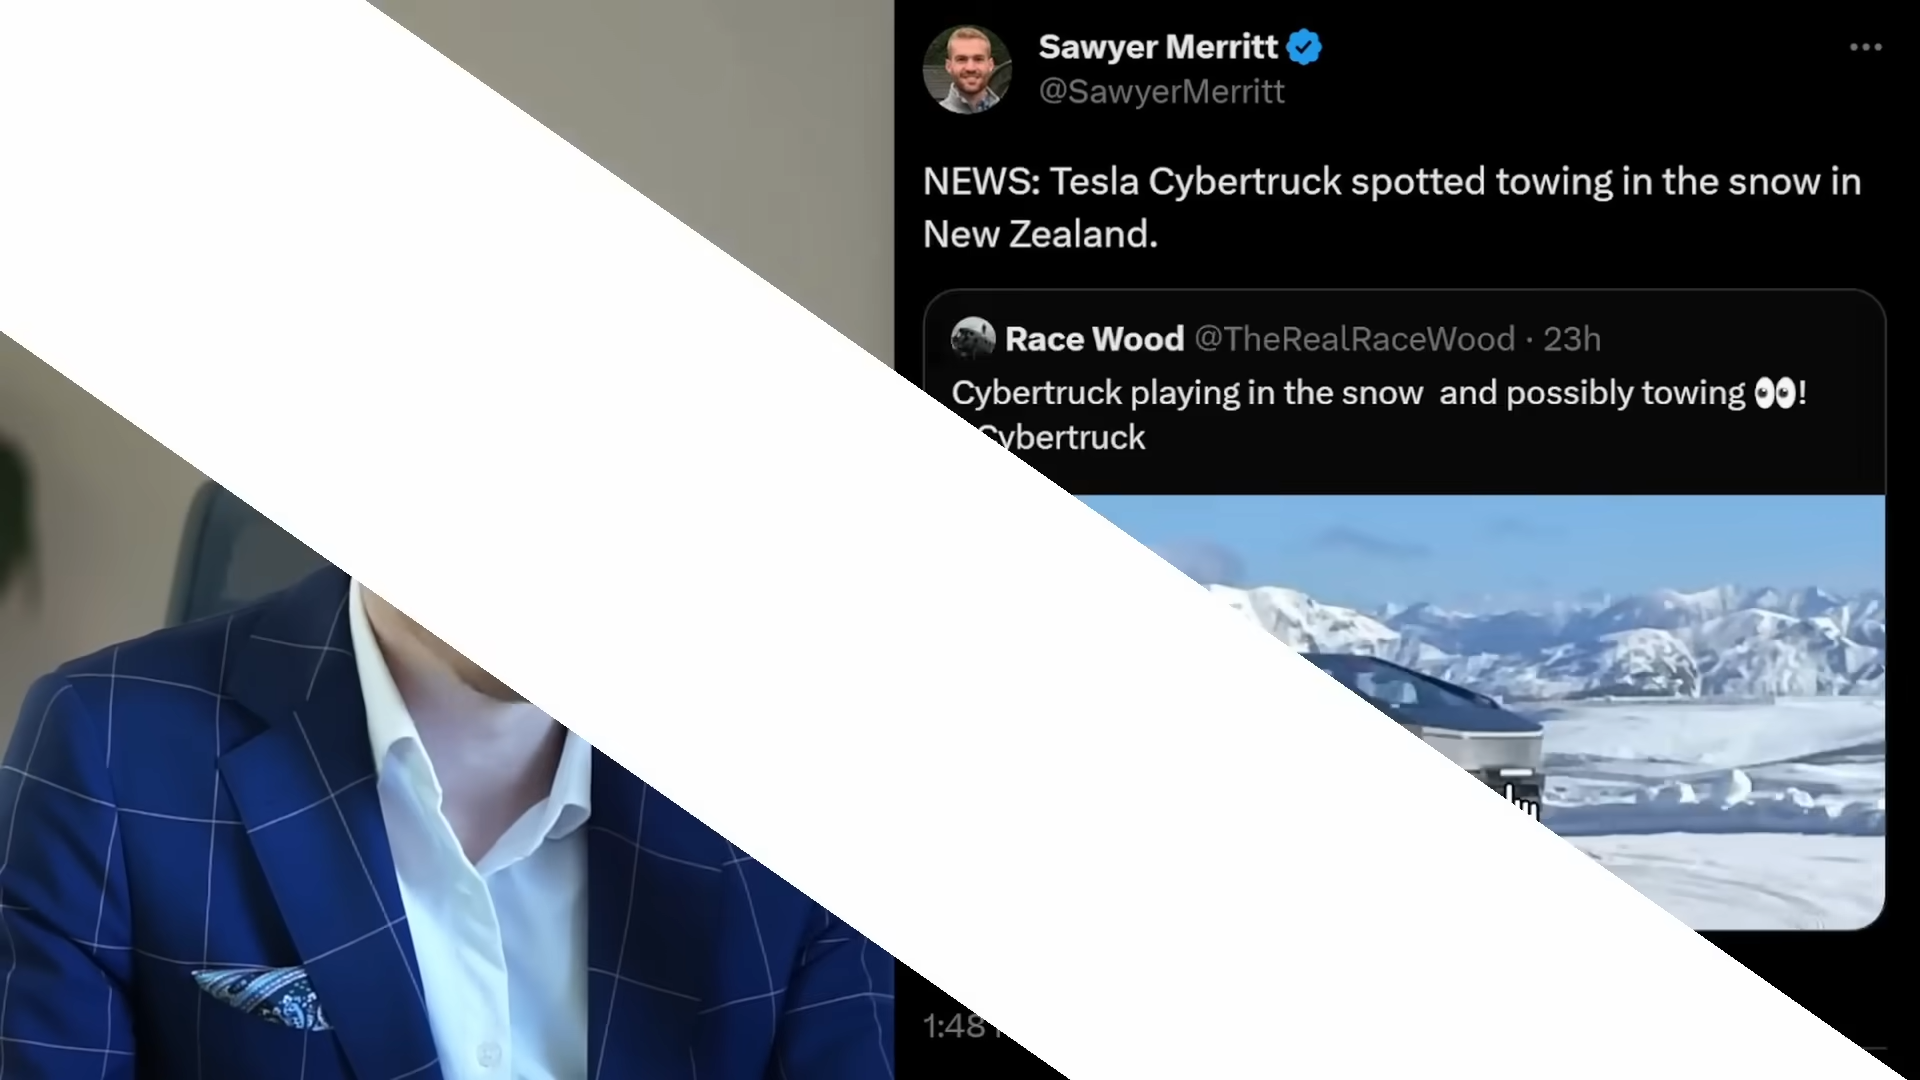 Sawyer Merritt
@SawyerMerritt
NEWS: Tesla Cybertruck spotted towing in the snow in
New Zealand.
Race Wood @TheRealRaceWood · 23h
Cybertruck playing in the snow and possibly towing 👀!
Cybertruck
1:48